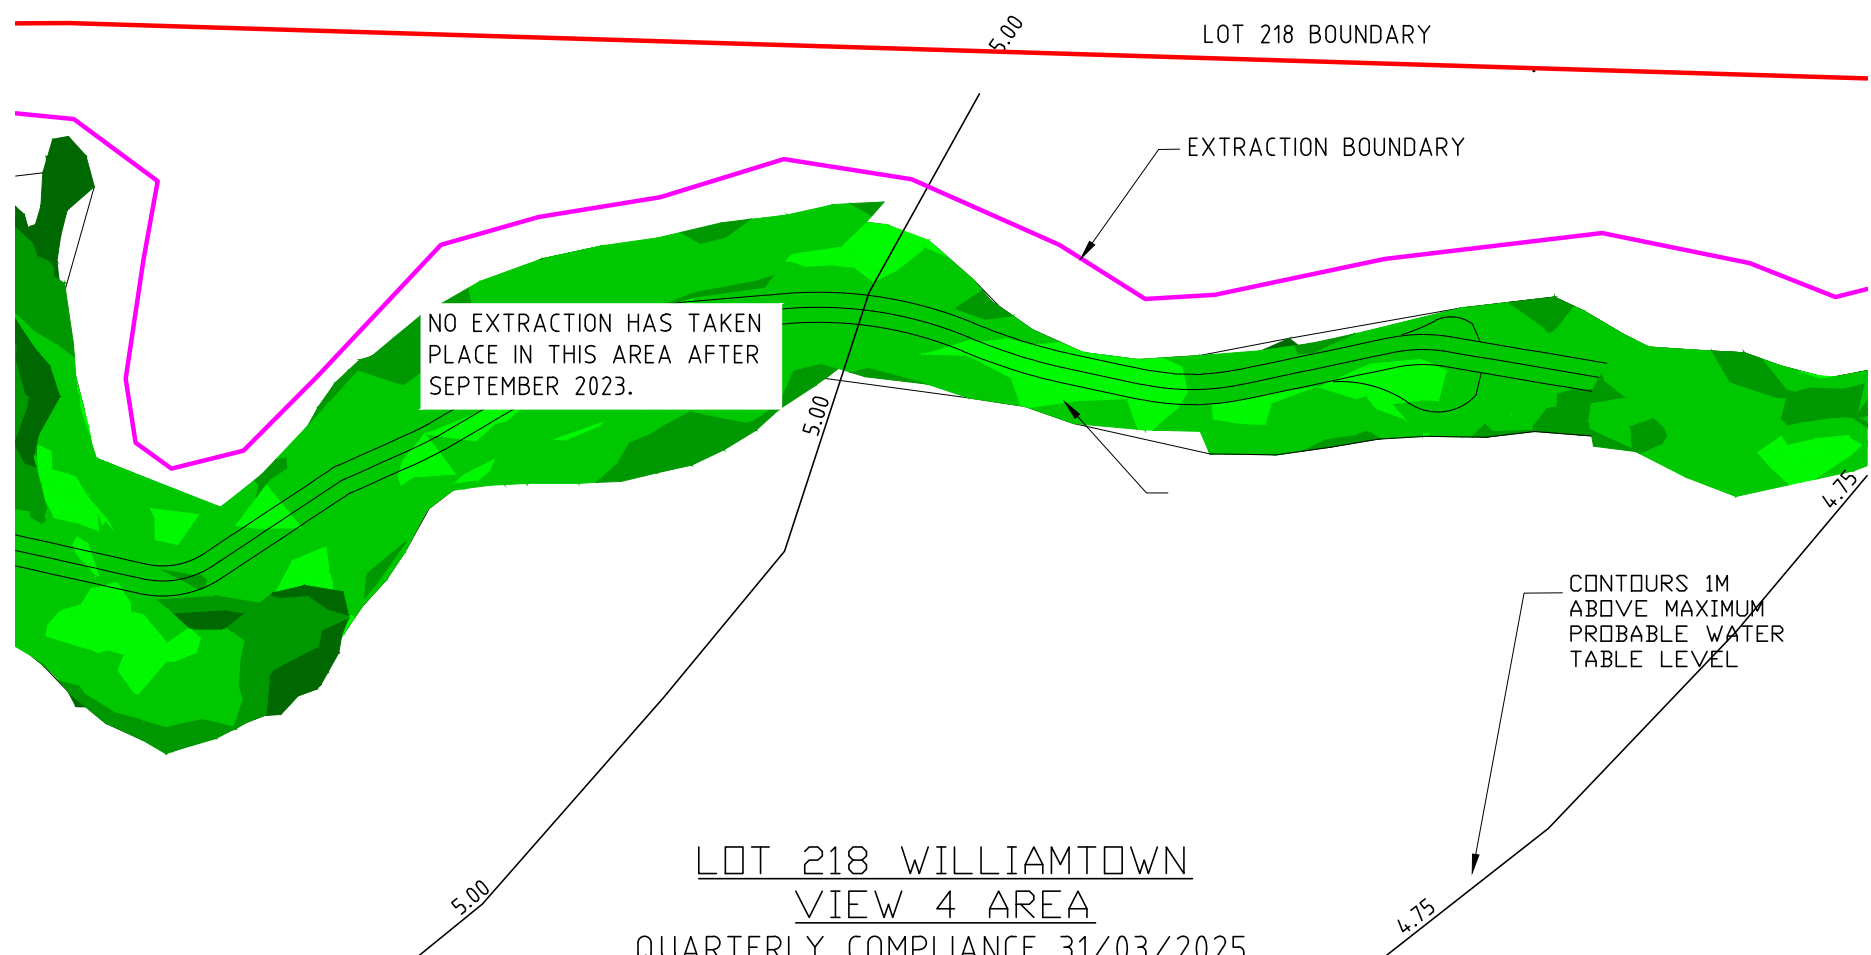 5.00
LOT 218 BOUNDARY
EXTRACTION BOUNDARY
NO EXTRACTION HAS TAKEN
PLACE IN THIS AREA AFTER
SEPTEMBER 2023.
5.00
4.75
CONTOURS 1M
ABOVE MAXIMUM
PROBABLE WATER
TABLE LEVEL
LOT 218 WILLIAMTOWN
VIEW 4 AREA
QUARTERLY COMPLIANCE 31/03/2025
5.00
4.75